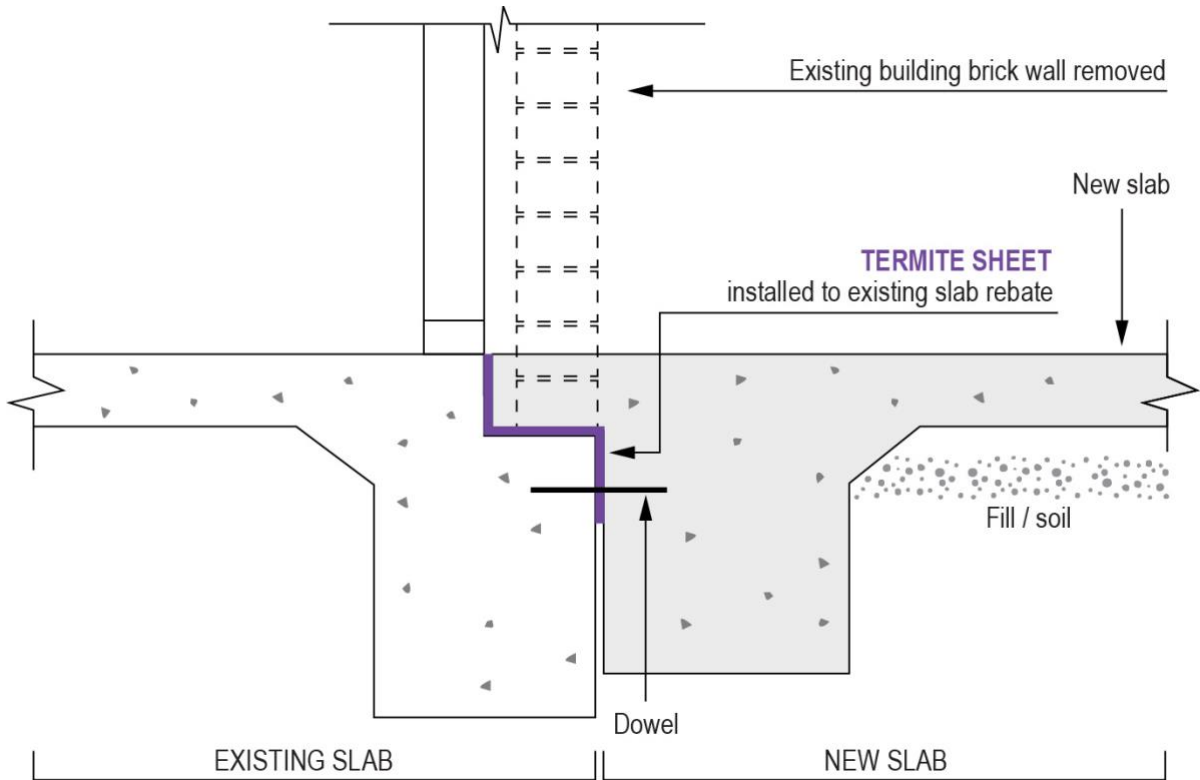 Existing building brick wall removed
New slab
TERMITE SHEET
installed to existing slab rebate
Fill / soil
Dowel
EXISTING SLAB
NEW SLAB